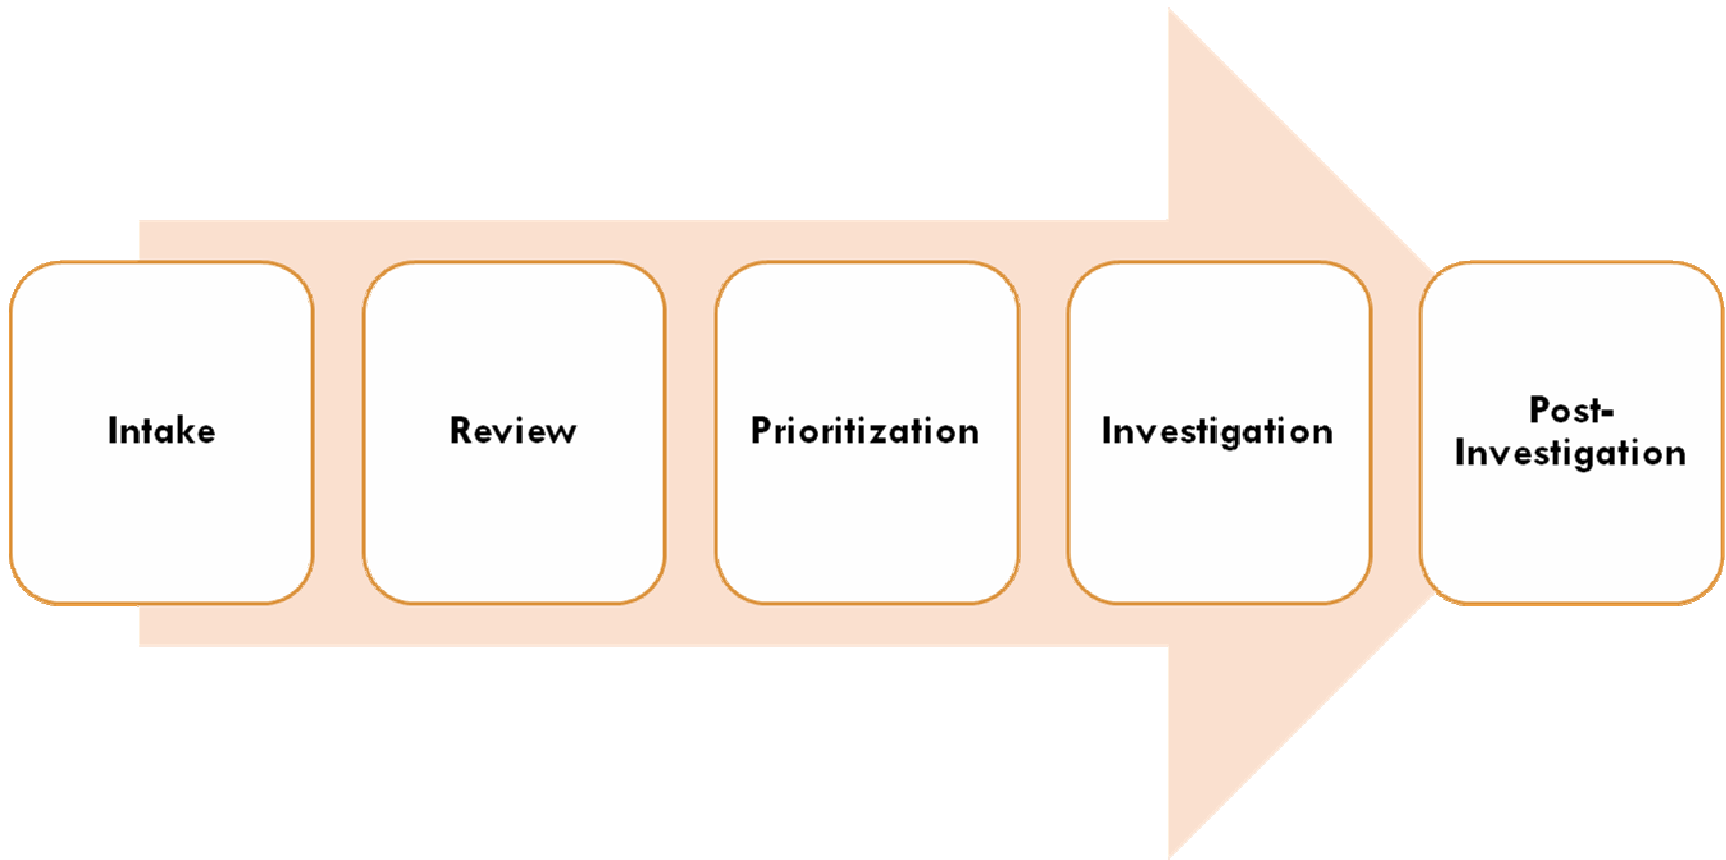 Intake
Review
Prioritization
Investigation
Post-
Investigation